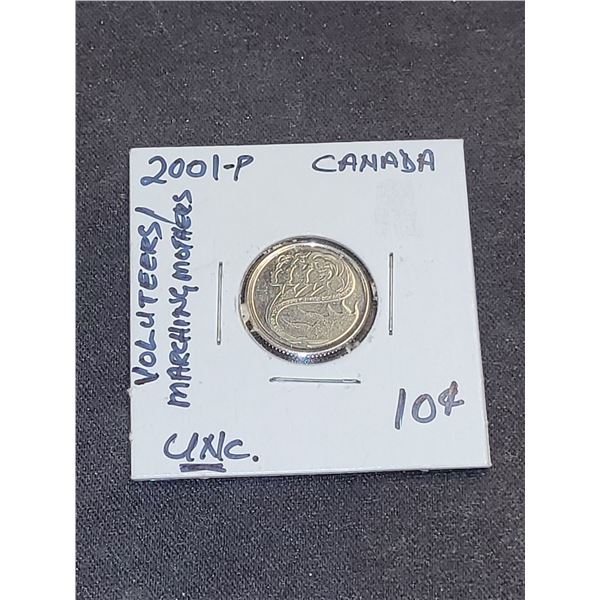 2001-P CANADA
VOLUTEERS/
MARCHING MOTHERS
10¢
UNC.